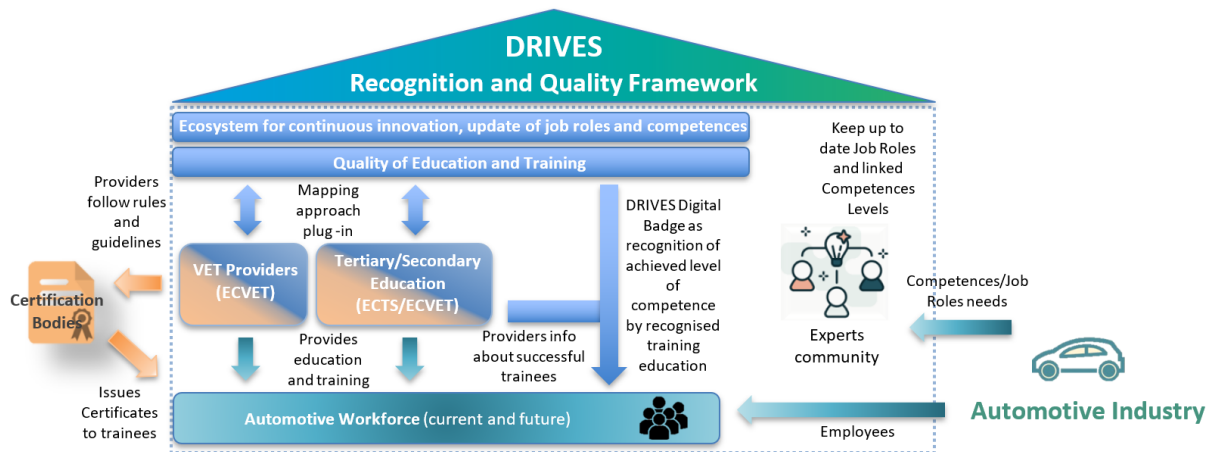 DRIVES
Recognition and Quality Framework
Ecosystem for continuous innovation, update of job roles and competences
Quality of Education and Training
Keep up to
date Job Roles
and linked
Competences
Levels
Providers
follow rules
and
guidelines
Mapping
approach
plug -in
DRIVES Digital
Badge as
recognition of
achieved level
of
competence
by recognised
training
education
VET Providers
(ECVET)
Tertiary/Secondary
Education
(ECTS/ECVET)
Certification
Bodies
Competences/Job
Roles needs
Experts
community
Provides
education
and training
Providers info
about successful
trainees
Issues
Certificates
to trainees
Automotive Workforce (current and future)
Employees
Automotive Industry